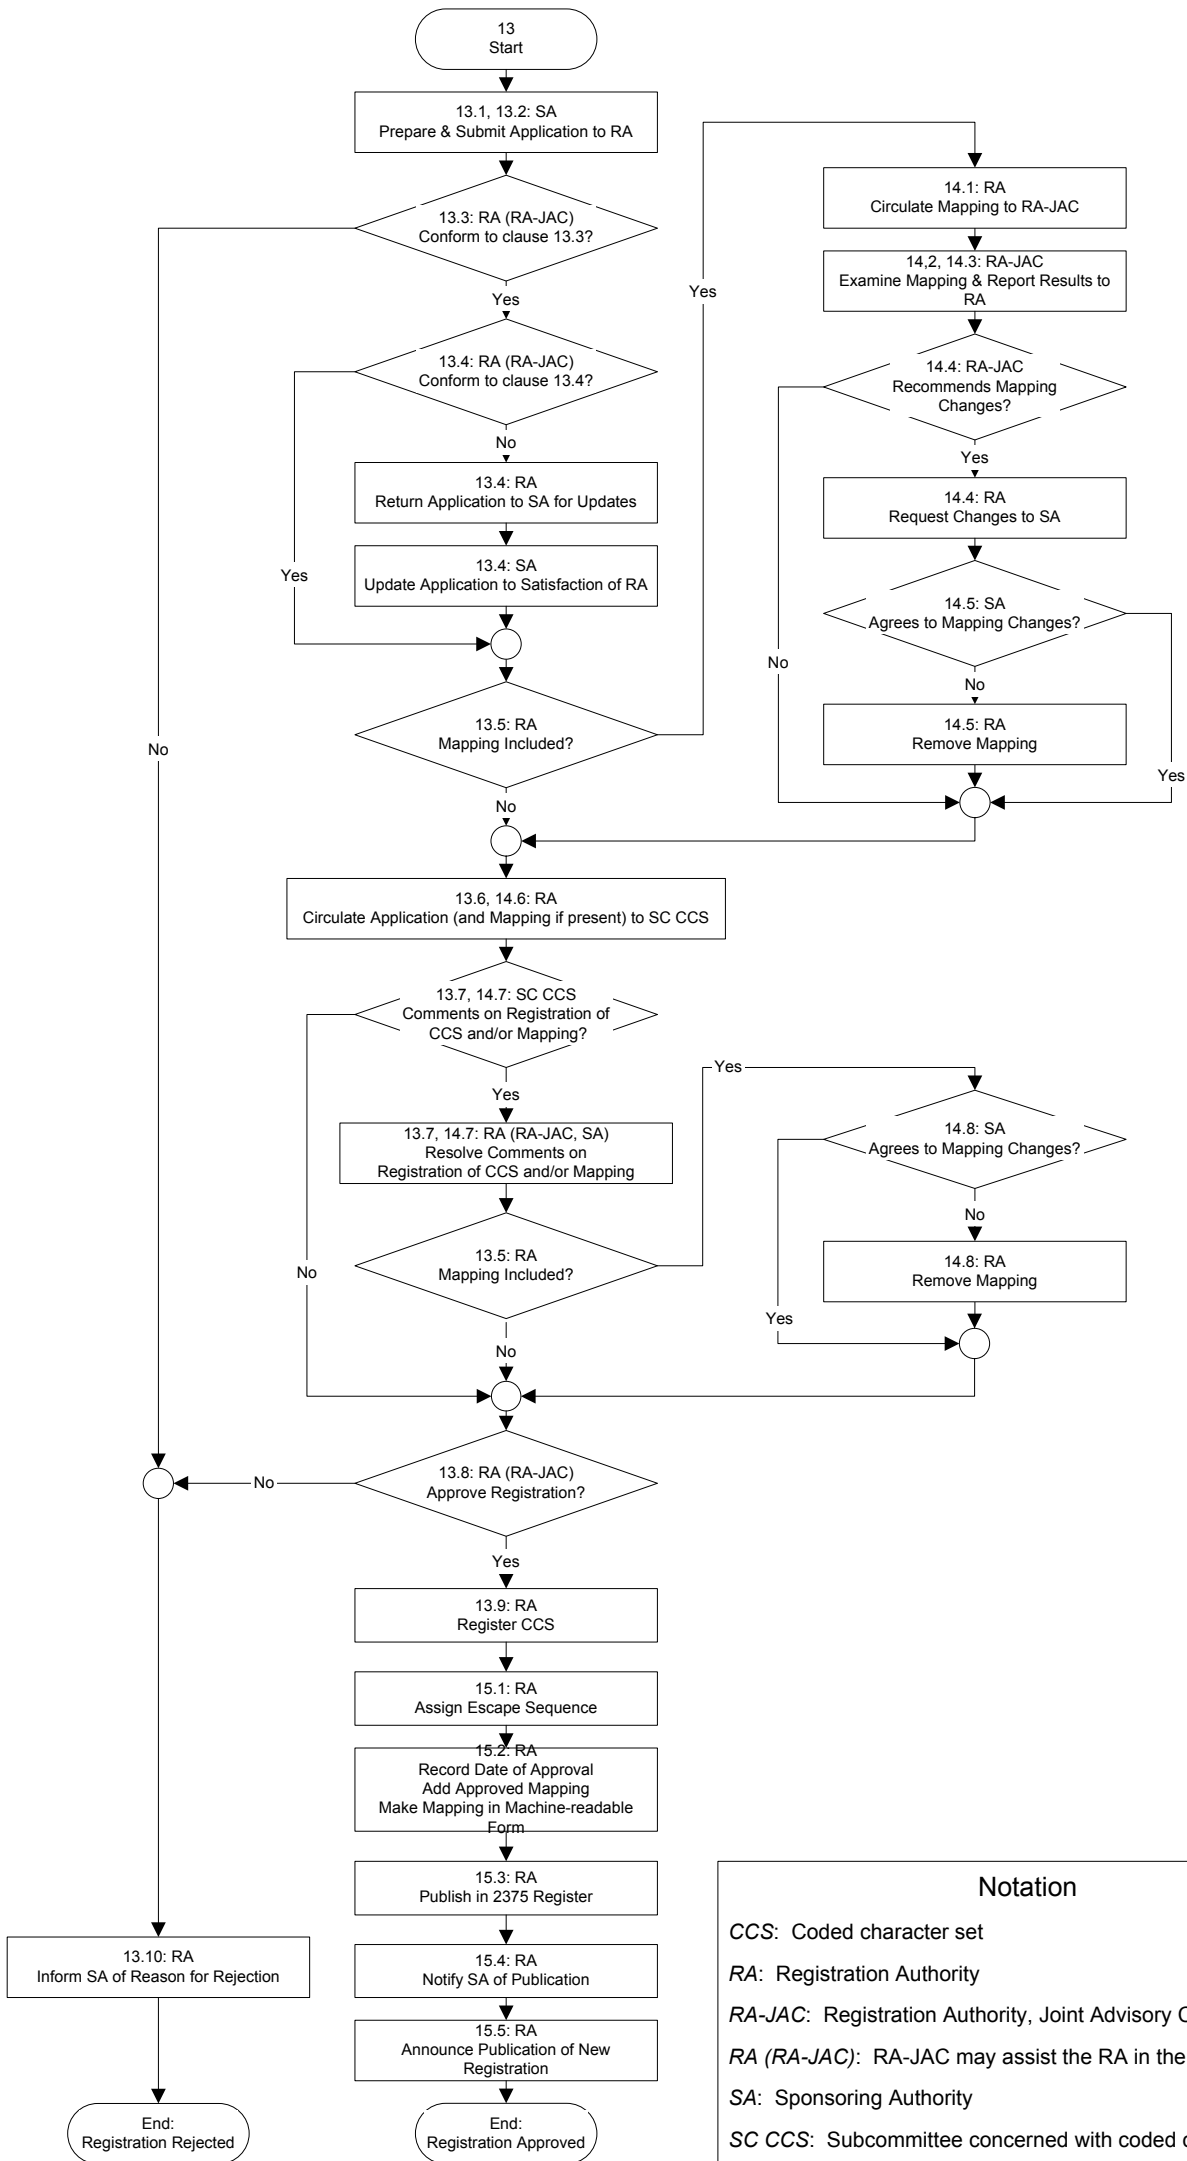 13
Start
13.1, 13.2: SA
Prepare & Submit Application to RA
13.3: RA (RA-JAC)
Conform to clause 13.3?
Yes
13.4: RA (RA-JAC)
Conform to clause 13.4?
No
13.4: RA
Return Application to SA for Updates
13.4: SA
Update Application to Satisfaction of RA
Yes
13.5: RA
Mapping Included?
No
No
Yes
14.1: RA
Circulate Mapping to RA-JAC
14,2, 14.3: RA-JAC
Examine Mapping & Report Results to
RA
14.4: RA-JAC
Recommends Mapping
Changes?
Yes
14.4: RA
Request Changes to SA
14.5: SA
Agrees to Mapping Changes?
No
No
14.5: RA
Remove Mapping
Yes
13.6, 14.6: RA
Circulate Application (and Mapping if present) to SC CCS
13.7, 14.7: SC CCS
Comments on Registration of
CCS and/or Mapping?
Yes
13.7, 14.7: RA (RA-JAC, SA)
Resolve Comments on
Registration of CCS and/or Mapping
13.5: RA
Mapping Included?
No
No
Yes
14.8: SA
Agrees to Mapping Changes?
No
14.8: RA
Remove Mapping
Yes
13.8: RA (RA-JAC)
Approve Registration?
No
Yes
13.9: RA
Register CCS
15.1: RA
Assign Escape Sequence
15.2: RA
Record Date of Approval
Add Approved Mapping
Make Mapping in Machine-readable
Form
15.3: RA
Publish in 2375 Register
15.4: RA
Notify SA of Publication
15.5: RA
Announce Publication of New
Registration
End:
Registration Approved
13.10: RA
Inform SA of Reason for Rejection
End:
Registration Rejected
Notation
CCS: Coded character set
RA: Registration Authority
RA-JAC: Registration Authority, Joint Advisory
RA (RA-JAC): RA-JAC may assist the RA in the
SA: Sponsoring Authority
SC CCS: Subcommittee concerned with coded